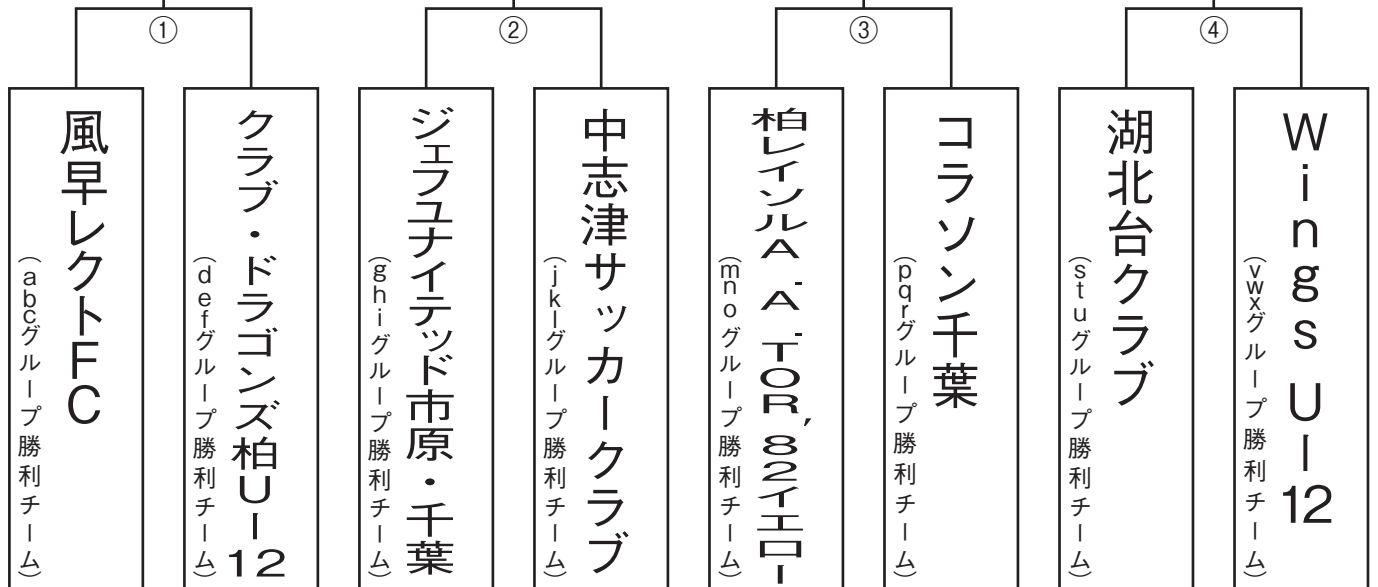 ①
②
③
④
風早レクトFC
(abcグループ勝利チーム)
クラブ・ドラゴンズ柏U－12
(defグループ勝利チーム)
ジェフユナイテッド市原・千葉
(ghiグループ勝利チーム)
中志津サッカークラブ
(jklグループ勝利チーム)
柏レイソルA.A.TOR’82イエロー
(mnoグループ勝利チーム)
コラソン千葉
(pqrグループ勝利チーム)
湖北台クラブ
(stuグループ勝利チーム)
Wings U－12
(vwxグループ勝利チーム)